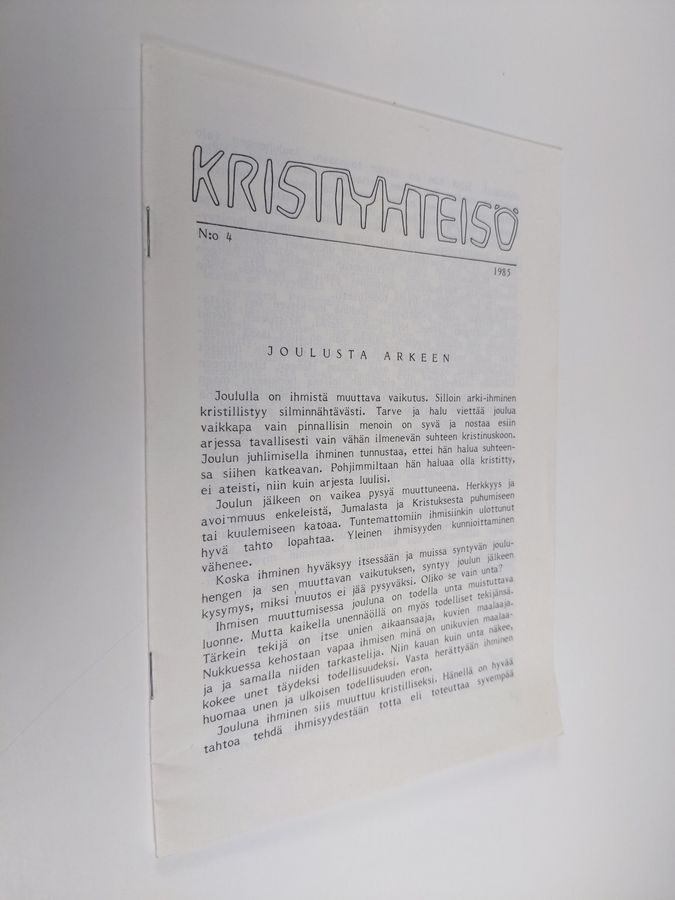 KRISTIYHTEISÖ
N:o 4
1985
JOULUSTA ARKEEN
Joululla on ihmistä muuttava vaikutus. Silloin arki-ihminen
kristillistyy silminnähtävästi. Tarve ja halu viettää joulua
vaikkapa vain pinnallisin menoin on syvä ja nostaa esiin
arjessa tavallisesti vain vähän ilmenevän suhteen kristinuskoon.
Joulun juhlimisella ihminen tunnustaa, ettei hän halua suhteen-
sa siihen katkeavan. Pohjimmiltaan hän haluaa olla kristitty,
ei ateisti, niin kuin arjesta luulisi.
Joulun jälkeen on vaikea pysyä muuttuneena. Herkkyys ja
avoimmuus enkeleistä, Jumalasta ja Kristuksesta puhumiseen
tai kuulemiseen katoaa. Tuntemattomiin ihmisiinkin ulottunut
hyvä tahto lopahtaa. Yleinen ihmisyyden kunnioittaminen
vähenee.
Koska ihminen hyväksyy itsessään ja muissa syntyvän joulu-
hengen ja sen muuttavan vaikutuksen, syntyy joulun jälkeen
kysymys, miksi muutos ei jää pysyväksi. Oliko se vain unta?
Ihmisen muuttumisessa jouluna on todella unta muistuttava
luonne. Mutta kaikella unennäöllä on myös todelliset tekijänsä.
Tärkein tekijä on itse unien aikaansaaja, kuvien maalaaja.
Nukkuessa kehostaan vapaa ihmisen minä on unikuvien maalaa-
ja ja samalla niiden tarkastelija. Niin kauan kuin unta näkee,
kokee unet täydeksi todellisuudeksi. Vasta herättyään ihminen
huomaa unen ja ulkoisen todellisuuden eron.
Jouluna ihminen siis muuttuu kristilliseksi. Hänellä on hyvää
tahtoa tehdä ihmisyydestään totta eli toteuttaa syvempää